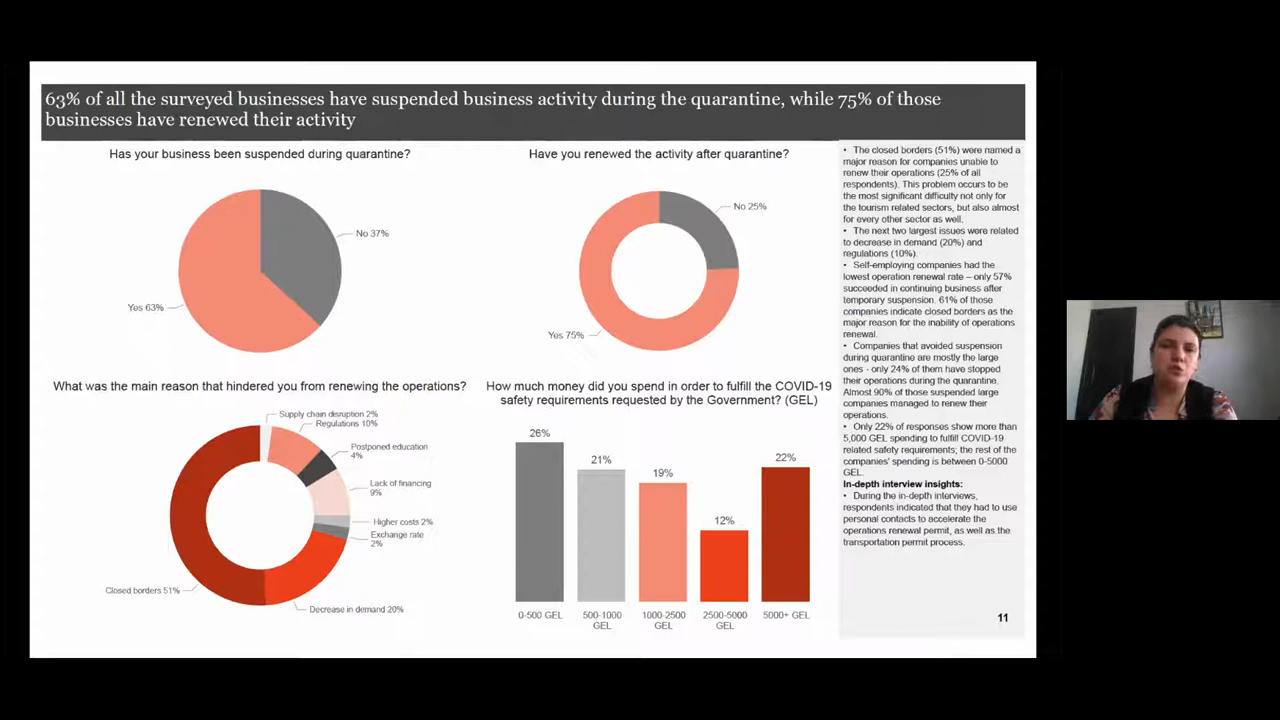 63% of all the surveyed businesses have suspended business activity during the quarantine, while 75% of those
businesses have renewed their activity
Has your business been suspended during quarantine?
No 37%
Yes 63%
Have you renewed the activity after quarantine?
No 25%
Yes 75%
What was the main reason that hindered you from renewing the operations?
Supply chain disruption 2%
Regulations 10%
Postponed education
4%
Lack of financing
9%
Higher costs 2%
Exchange rate
2%
Closed borders 51%
Decrease in demand 20%
How much money did you spend in order to fulfill the COVID-19
safety requirements requested by the Government? (GEL)
26%
21%
19%
12%
22%
0-500 GEL
500-1000
GEL
1000-2500
GEL
2500-5000
GEL
5000+ GEL
• The closed borders (51%) were named a
major reason for companies unable to
renew their operations (25% of all
respondents). This problem occurs to be
the most significant difficulty not only for
the tourism related sectors, but also almost
for every other sector as well.
• The next two largest issues were related
to decrease in demand (20%) and
regulations (10%).
• Self-employing companies had the
lowest operation renewal rate – only 57%
succeeded in continuing business after
temporary suspension. 61% of those
companies indicate closed borders as the
major reason for the inability of operations
renewal.
• Companies that avoided suspension
during quarantine are mostly the large
ones - only 24% of them have stopped
their operations during the quarantine.
Almost 90% of those suspended large
companies managed to renew their
operations.
• Only 22% of responses show more than
5,000 GEL spending to fulfill COVID-19
related safety requirements; the rest of the
companies' spending is between 0-5000
GEL.
In-depth interview insights:
• During the in-depth interviews,
respondents indicated that they had to use
personal contacts to accelerate the
operations renewal permit, as well as the
transportation permit process.
11